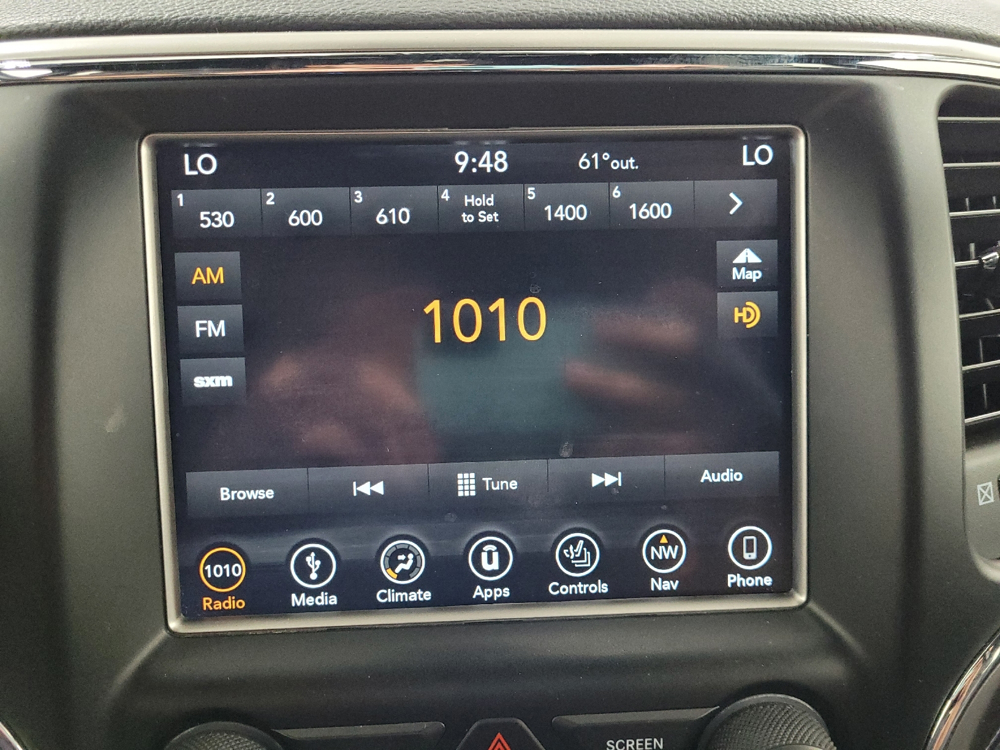 LO 9:48 61°out. LO
1 530 2 600 3 610 4 Hold to Set 5 1400 6 1600
AM
Map
1010
HD
FM
sxm
Browse Tune Audio
1010 u NW
Radio Media Climate Apps Controls Nav Phone
SCREEN